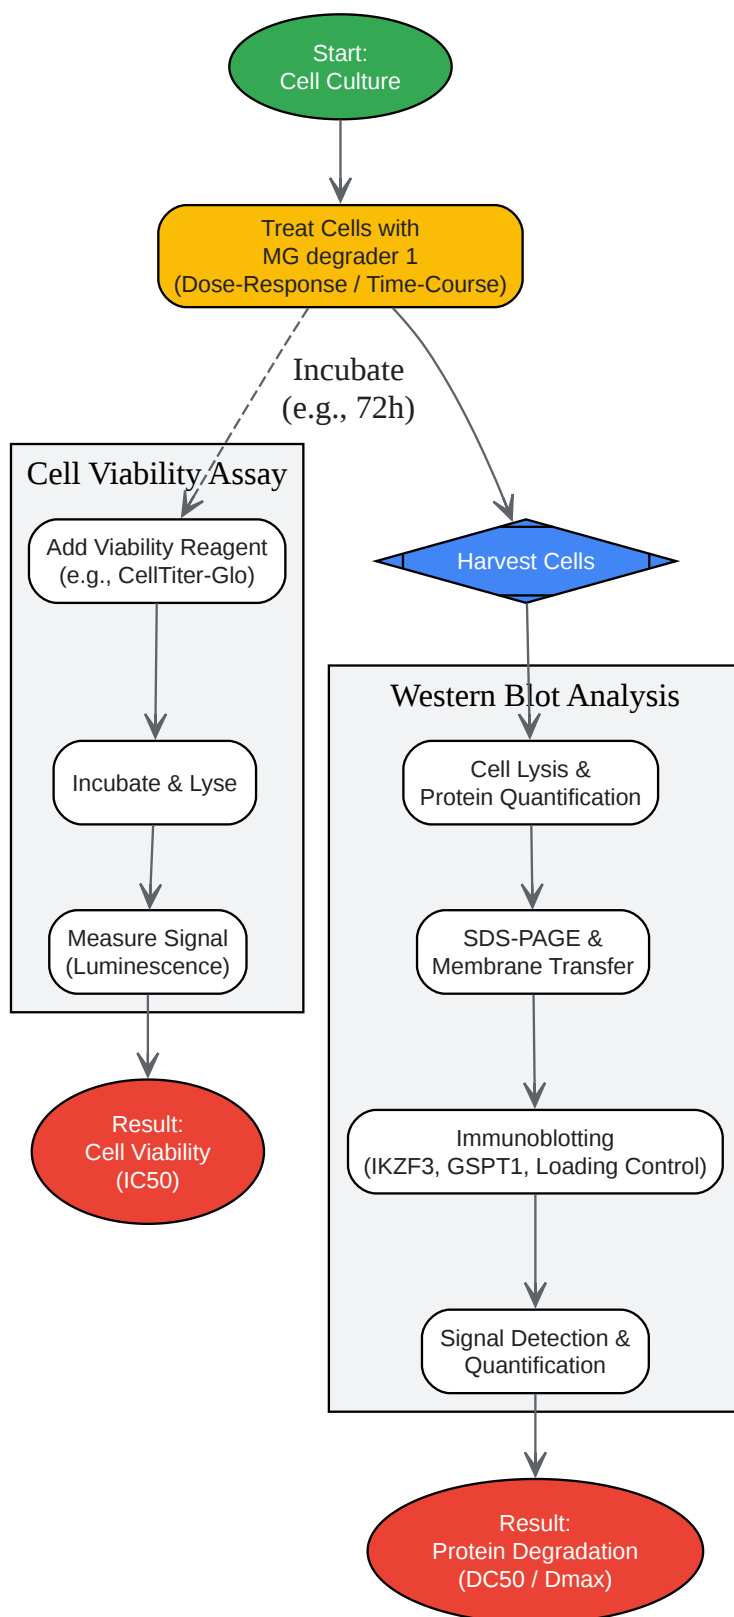 Start:
Cell Culture
Treat Cells with
MG degrader 1
(Dose-Response / Time-Course)
Incubate
(e.g., 72h)
Cell Viability Assay
Add Viability Reagent
(e.g., CellTiter-Glo)
Incubate & Lyse
Measure Signal
(Luminescence)
Result:
Cell Viability
(IC50)
Harvest Cells
Western Blot Analysis
Cell Lysis &
Protein Quantification
SDS-PAGE &
Membrane Transfer
Immunoblotting
(IKZF3, GSPT1, Loading Control)
Signal Detection &
Quantification
Result:
Protein Degradation
(DC50 / Dmax)